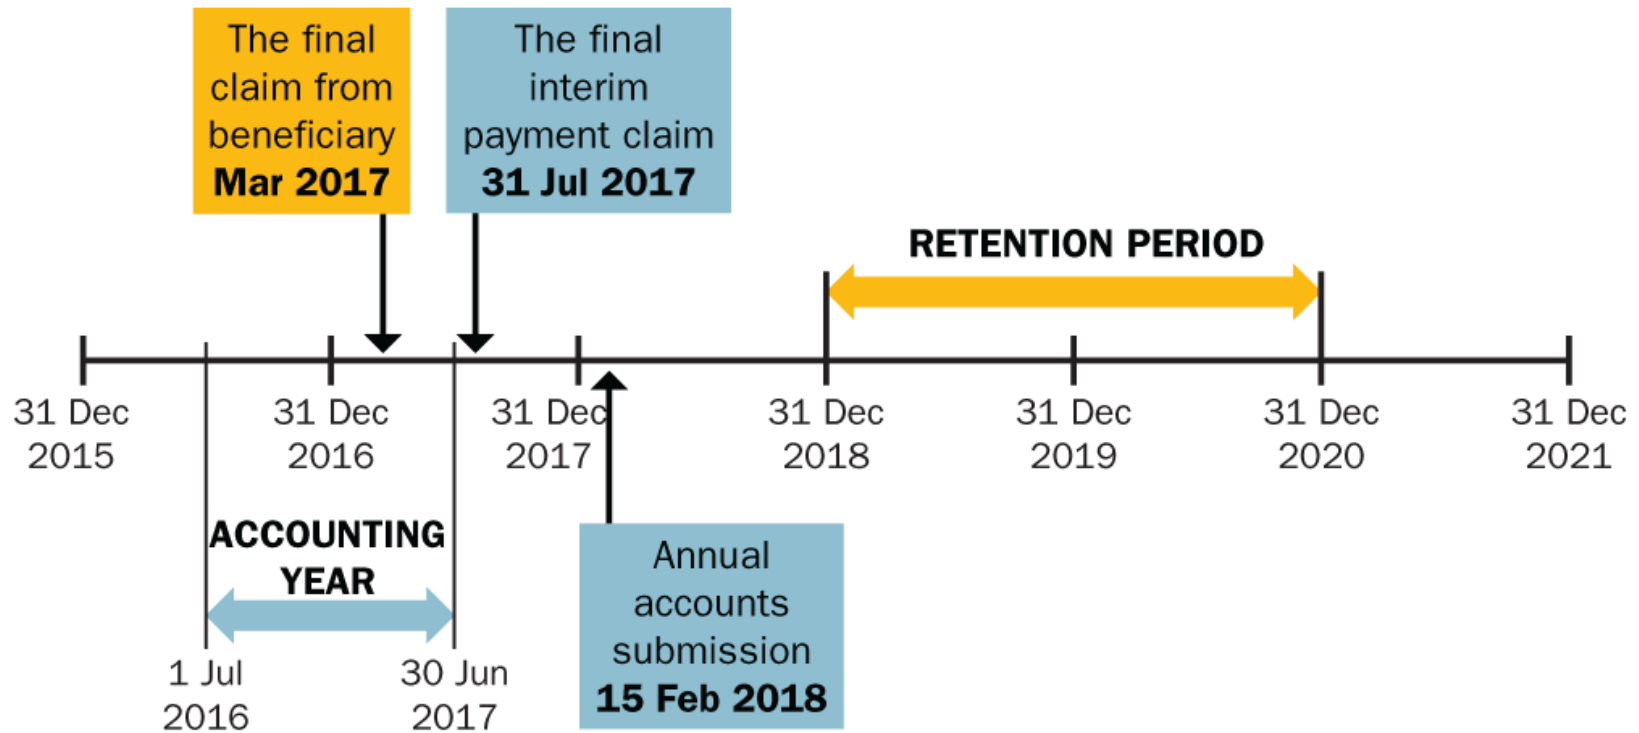 The final
claim from
beneficiary
Mar 2017
The final
interim
payment claim
31 Jul 2017
RETENTION PERIOD
31 Dec
2015
31 Dec
2016
31 Dec
2017
31 Dec
2018
31 Dec
2019
31 Dec
2020
31 Dec
2021
ACCOUNTING
YEAR
1 Jul
2016
30 Jun
2017
Annual
accounts
submission
15 Feb 2018